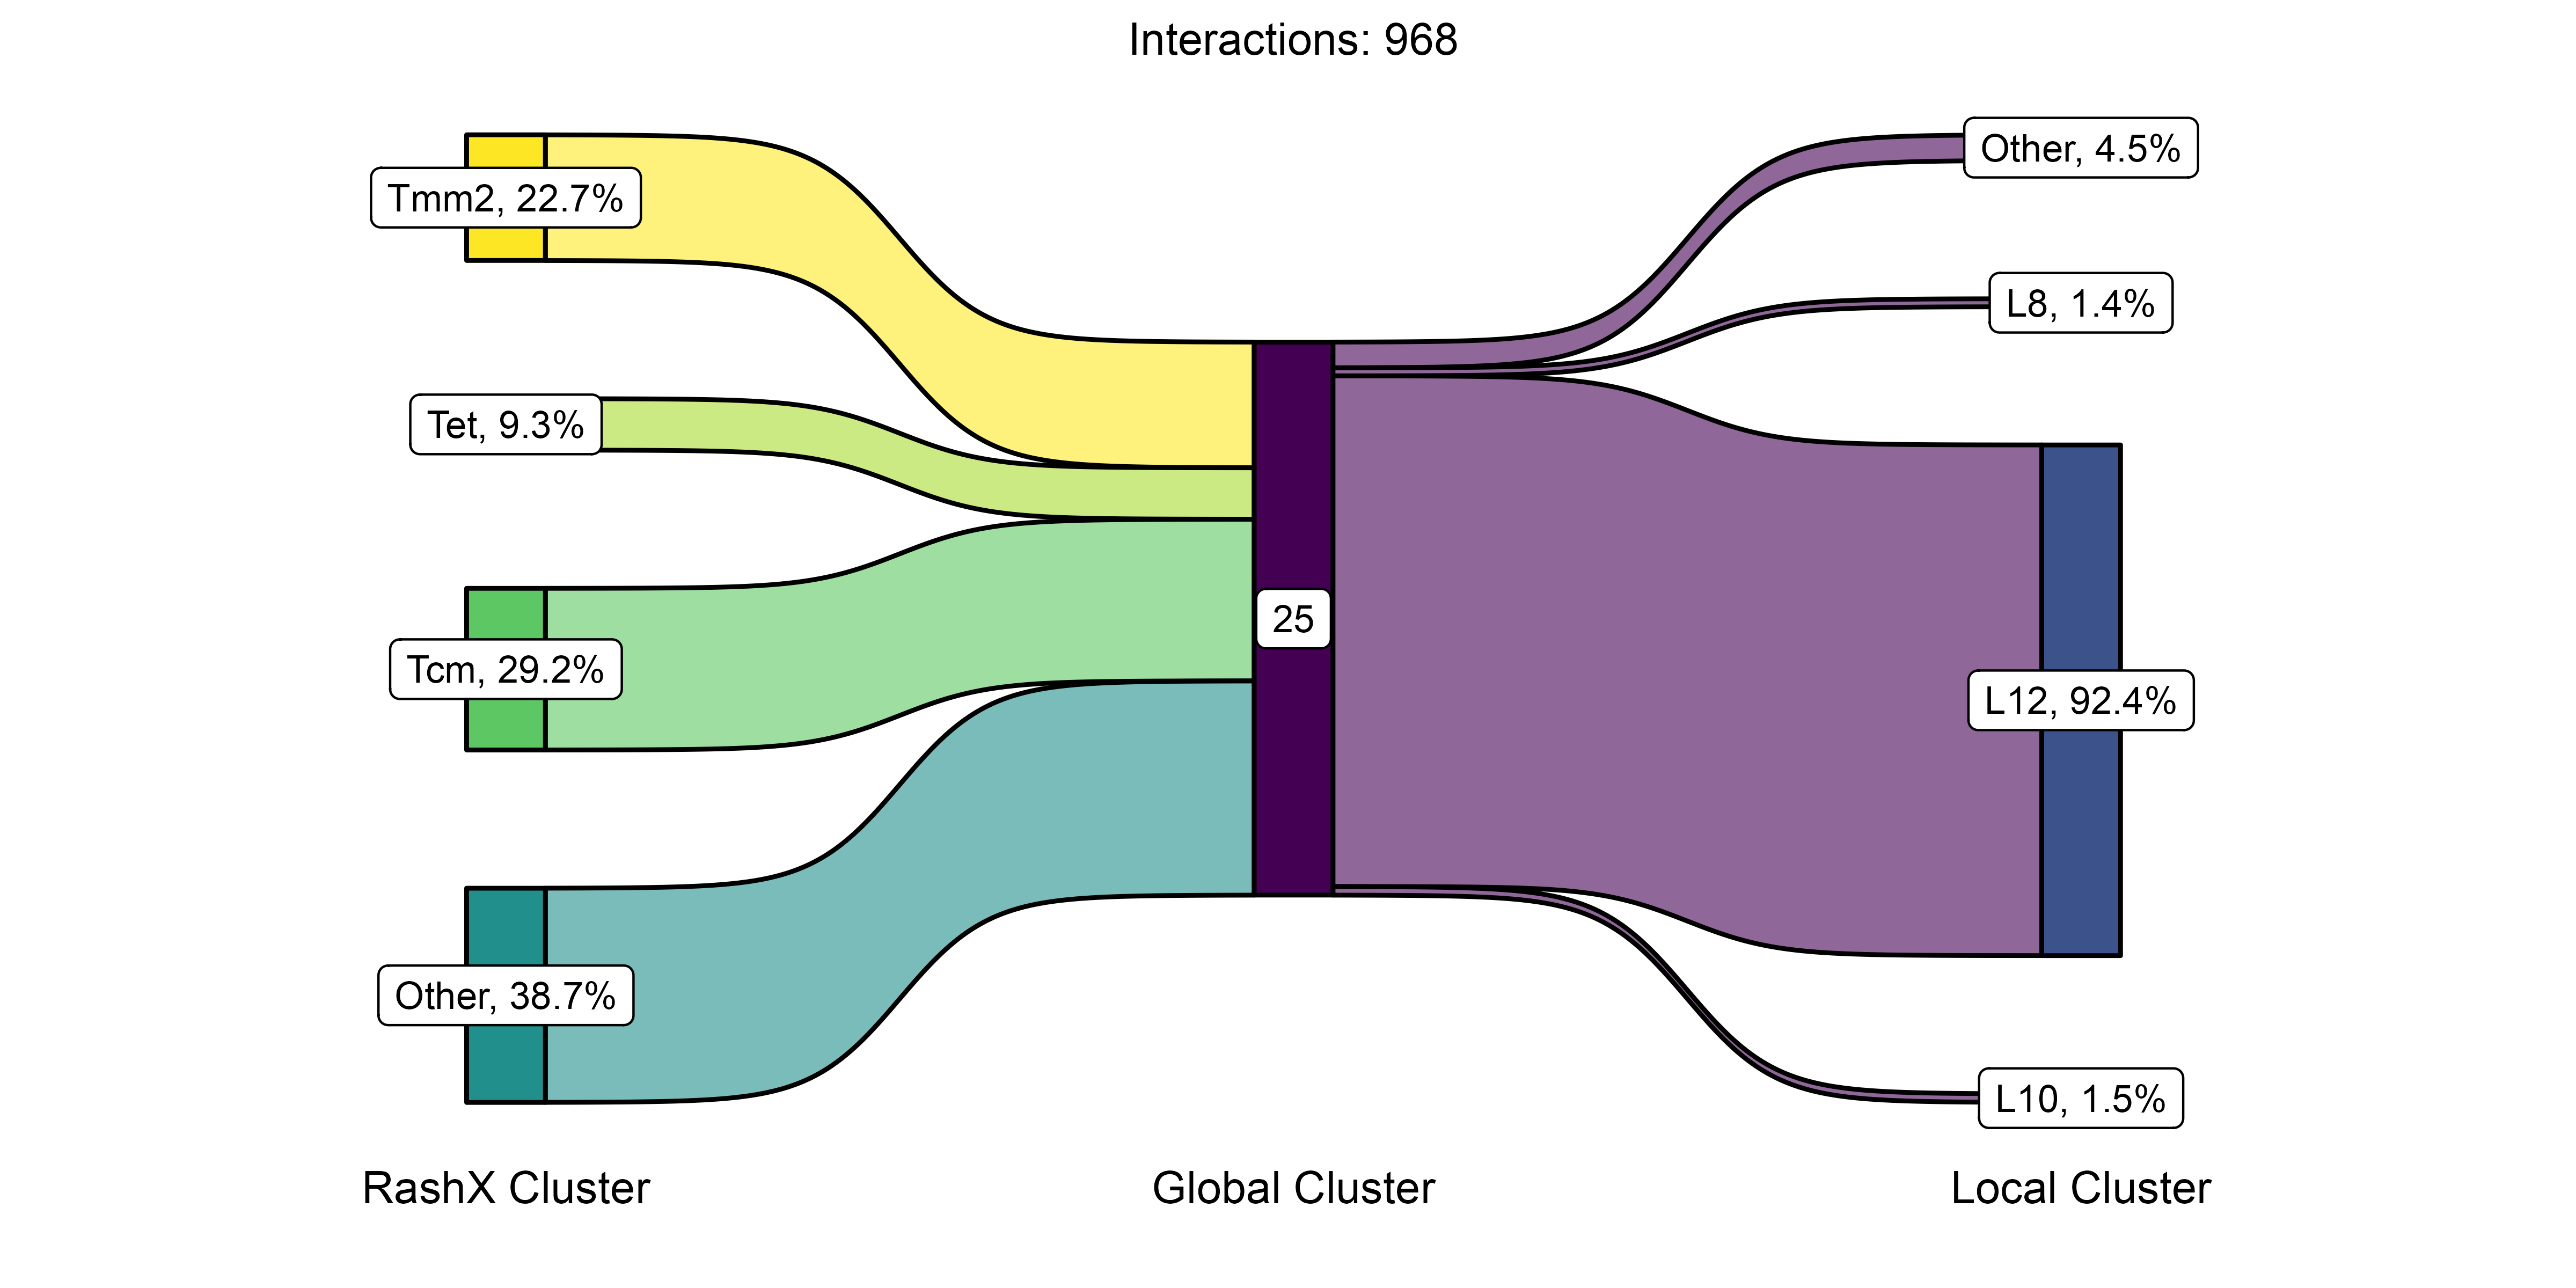 Interactions: 968
Tmm2, 22.7%
Tet, 9.3%
Tcm, 29.2%
Other, 38.7%
25
Other, 4.5%
L8, 1.4%
L12, 92.4%
L10, 1.5%
RashX Cluster
Global Cluster
Local Cluster